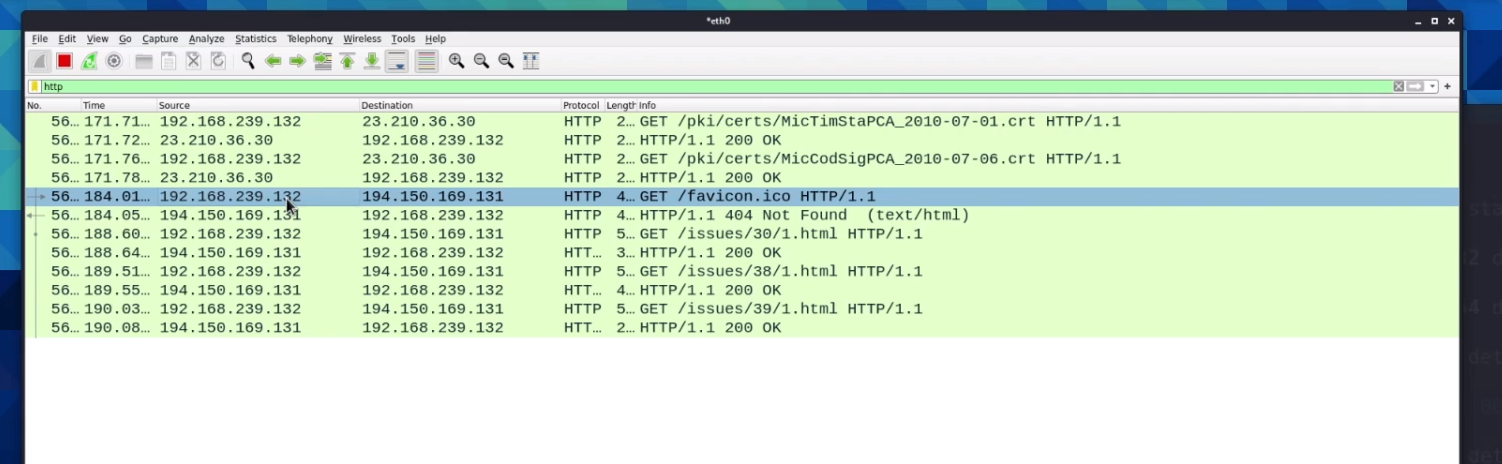 *eth0
File Edit View Go Capture Analyze Statistics Telephony Wireless Tools Help
http
No. Time Source Destination Protocol Length Info
56… 171.71… 192.168.239.132 23.210.36.30 HTTP 2… GET /pki/certs/MicTimStaPCA_2010-07-01.crt HTTP/1.1
56… 171.72… 23.210.36.30 192.168.239.132 HTTP 2… HTTP/1.1 200 OK
56… 171.76… 192.168.239.132 23.210.36.30 HTTP 2… GET /pki/certs/MicCodSigPCA_2010-07-06.crt HTTP/1.1
56… 171.78… 23.210.36.30 192.168.239.132 HTTP 2… HTTP/1.1 200 OK
56… 184.01… 192.168.239.132 194.150.169.131 HTTP 4… GET /favicon.ico HTTP/1.1
56… 184.05… 194.150.169.131 192.168.239.132 HTTP 4… HTTP/1.1 404 Not Found (text/html)
56… 188.60… 192.168.239.132 194.150.169.131 HTTP 5… GET /issues/30/1.html HTTP/1.1
56… 188.64… 194.150.169.131 192.168.239.132 HTT… 3… HTTP/1.1 200 OK
56… 189.51… 192.168.239.132 194.150.169.131 HTTP 5… GET /issues/38/1.html HTTP/1.1
56… 189.55… 194.150.169.131 192.168.239.132 HTT… 4… HTTP/1.1 200 OK
56… 190.03… 192.168.239.132 194.150.169.131 HTTP 5… GET /issues/39/1.html HTTP/1.1
56… 190.08… 194.150.169.131 192.168.239.132 HTT… 2… HTTP/1.1 200 OK